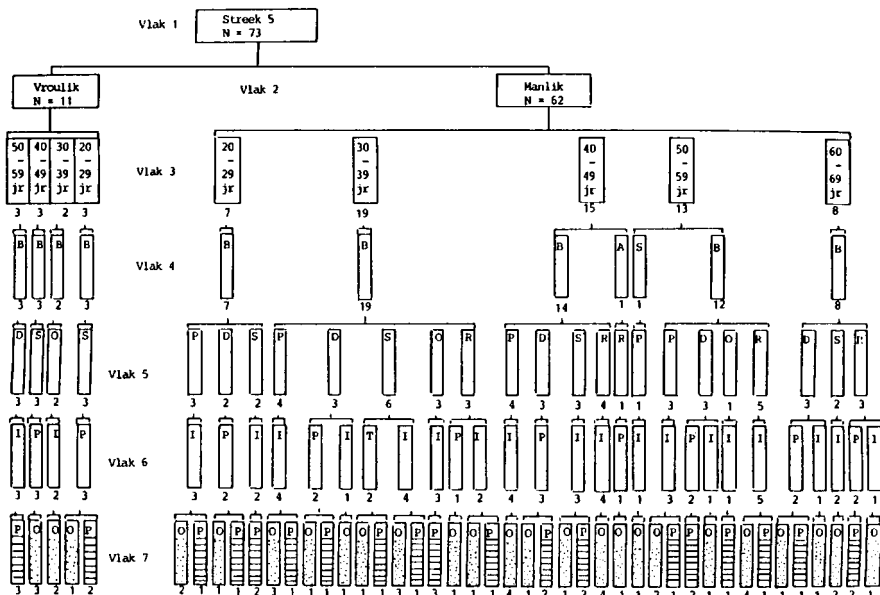 Vlak 1
Streek 5
N = 73
Vroulik
N = 11
Vlak 2
Manlik
N = 62
50 - 59 jr
40 - 49 jr
30 - 39 jr
20 - 29 jr
Vlak 3
20 - 29 jr
30 - 39 jr
40 - 49 jr
50 - 59 jr
60 - 69 jr
3 3 2 3 7 19 15 13 8
B B B B Vlak 4 B B B A S B B
3 3 2 3 7 19 14 1 1 12 8
D S O S Vlak 5 P D S P D S O R P D S R R P P D O R D S
3 3 2 3 3 2 2 4 3 6 3 3 4 3 3 4 1 1 3 3 1 5 3 2 3
I P I P Vlak 6 I P I I P I T I I P I I P I I P I I P I I I P I I P I
3 3 2 3 3 2 2 4 2 1 2 4 3 1 2 4 3 3 4 1 1 3 2 1 1 5 2 1 2 2 1
P O O O P Vlak 7 O P O P P O P P O O P O P P O O P O O P O P O O O O P P O P O P O P O O P O
3 3 2 1 2